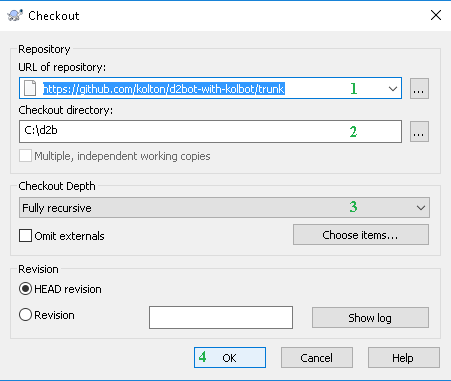 Checkout
Repository
URL of repository:
https://github.com/kolton/d2bot-with-kolbot/trunk 1 ...
Checkout directory:
C:\d2b 2 ...
Multiple, independent working copies
Checkout Depth
Fully recursive 3
Omit externals Choose items...
Revision
HEAD revision
Revision Show log
4 OK Cancel Help